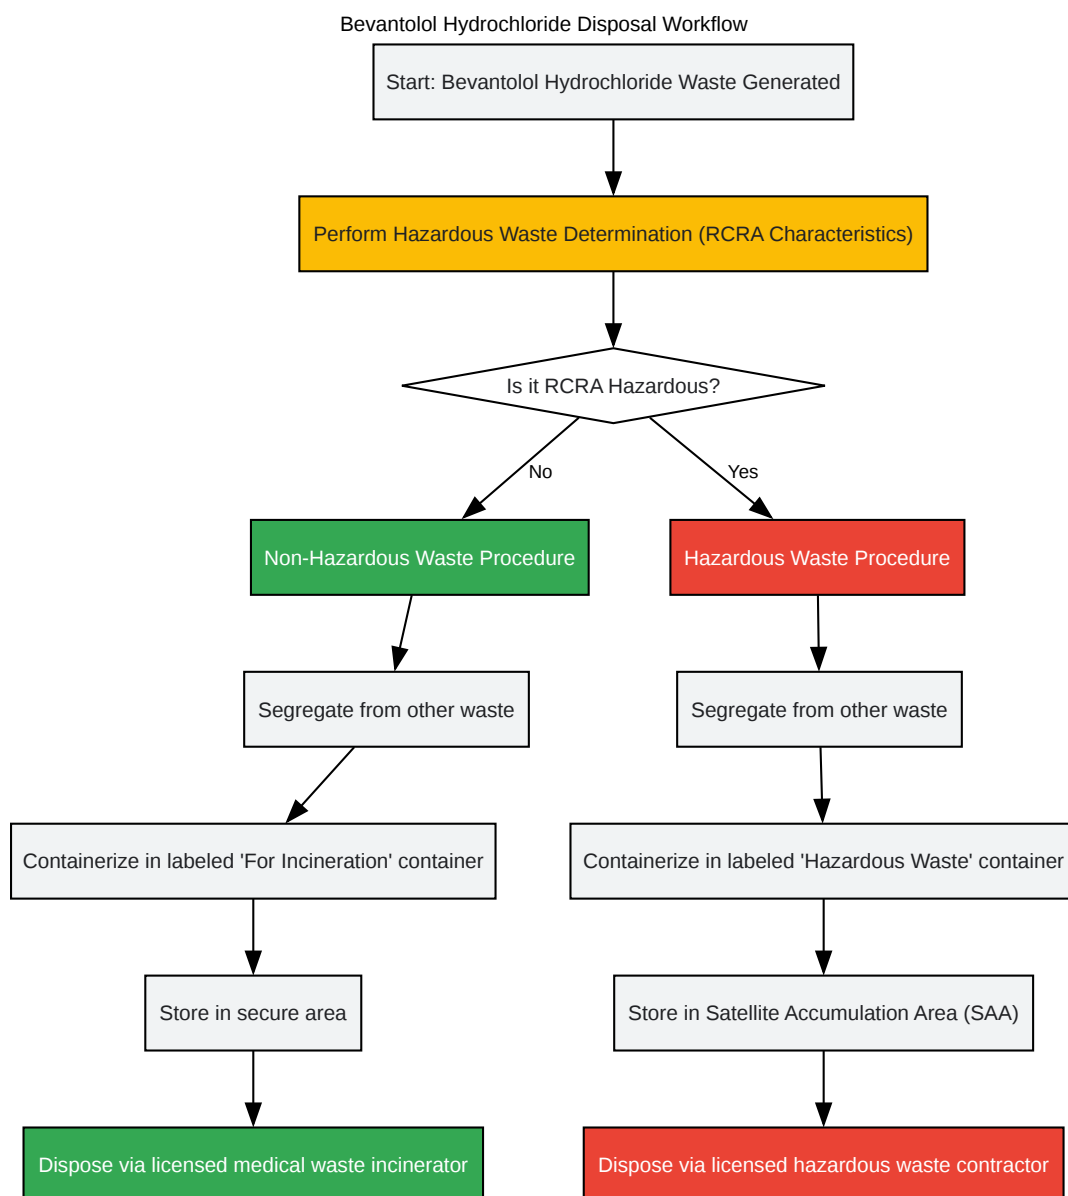 Bevantolol Hydrochloride Disposal Workflow
Start: Bevantolol Hydrochloride Waste Generated
Perform Hazardous Waste Determination (RCRA Characteristics)
Is it RCRA Hazardous?
No
Yes
Non-Hazardous Waste Procedure
Hazardous Waste Procedure
Segregate from other waste
Segregate from other waste
Containerize in labeled 'For Incineration' container
Containerize in labeled 'Hazardous Waste' container
Store in secure area
Store in Satellite Accumulation Area (SAA)
Dispose via licensed medical waste incinerator
Dispose via licensed hazardous waste contractor